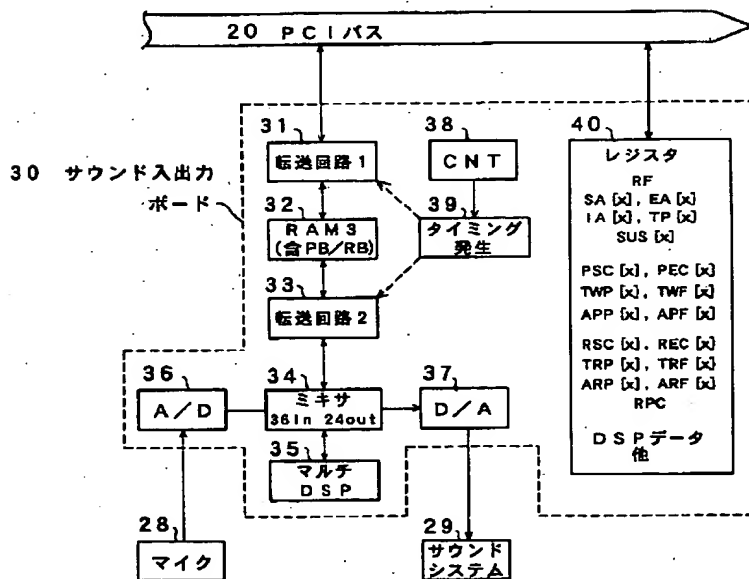 20 PCIバス
31
転送回路1
38
CNT
40
レジスタ
RF
SA [x], EA [x]
IA [x], TP [x]
SUS [x]
PSC [x], PEC [x]
TWP [x], TWF [x]
APP [x], APF [x]
RSC [x], REC [x]
TRP [x], TRF [x]
ARP [x], ARF [x]
RPC
DSPデータ
他
30 サウンド入出力
ボード
32
RAM3
(含PB/RB)
39
タイミング
発生
33
転送回路2
36
A/D
34
ミキサ
36in 24out
37
D/A
35
マルチ
DSP
28
マイク
29
サウンド
システム